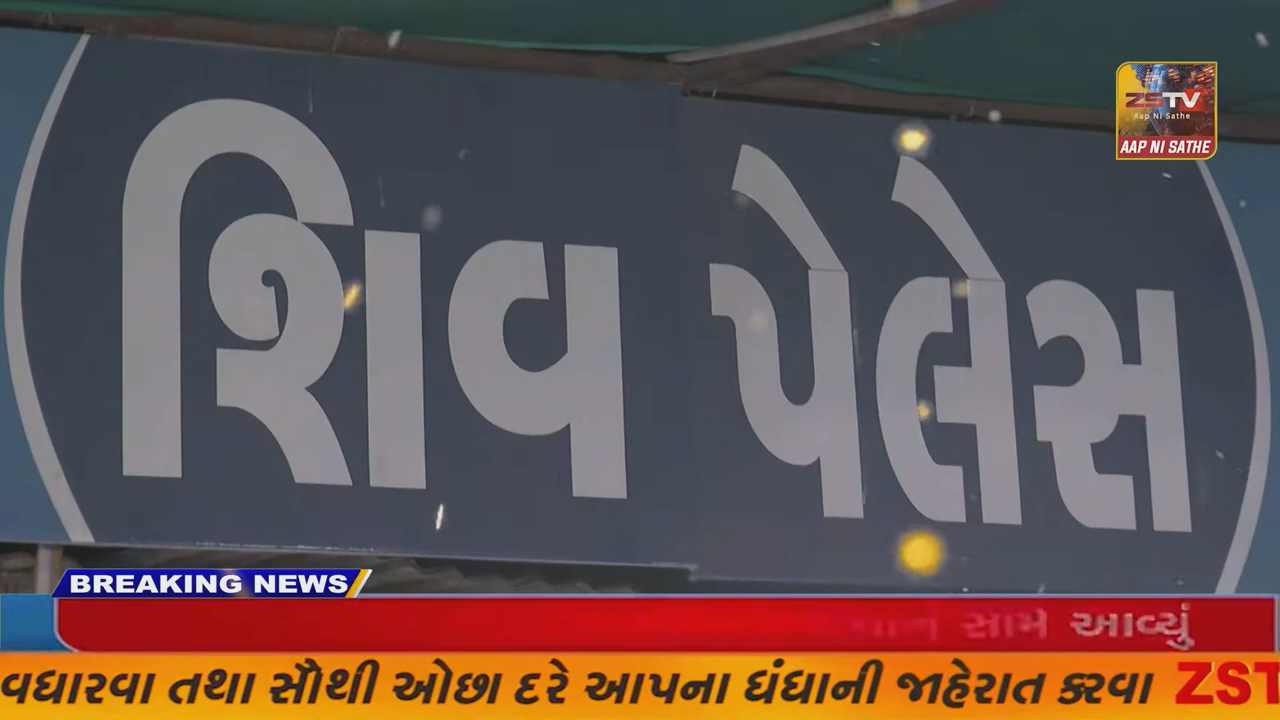 શિવ પેલેસ
ZSTV
Aap Ni Sathe
AAP NI SATHE
BREAKING NEWS
સામે આવ્યું
વધારવા તથા સૌથી ઓછા દરે આપના ધંધાની જાહેરાત કરવા ZST